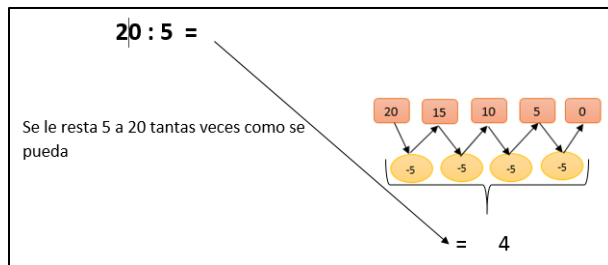 20 : 5 =
20 15 10 5 0
Se le resta 5 a 20 tantas veces como se
pueda
-5 -5 -5 -5
= 4